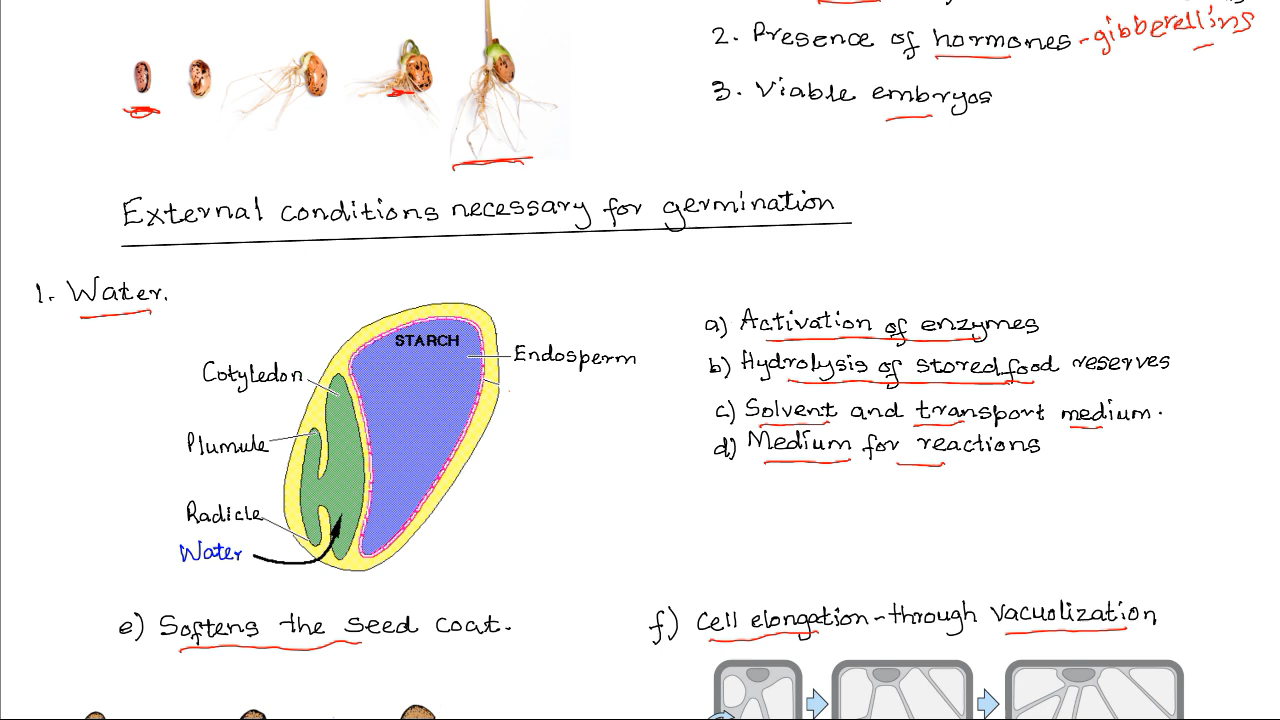 2. Presence of hormones - gibberellins
3. Viable embryos
External conditions necessary for germination
1. Water.
STARCH
Endosperm
Cotyledon
Plumule
Radicle
Water
a) Activation of enzymes
b) Hydrolysis of stored food reserves
c) Solvent and transport medium.
d) Medium for reactions
e) Softens the seed coat.
f) Cell elongation - through vacuolization